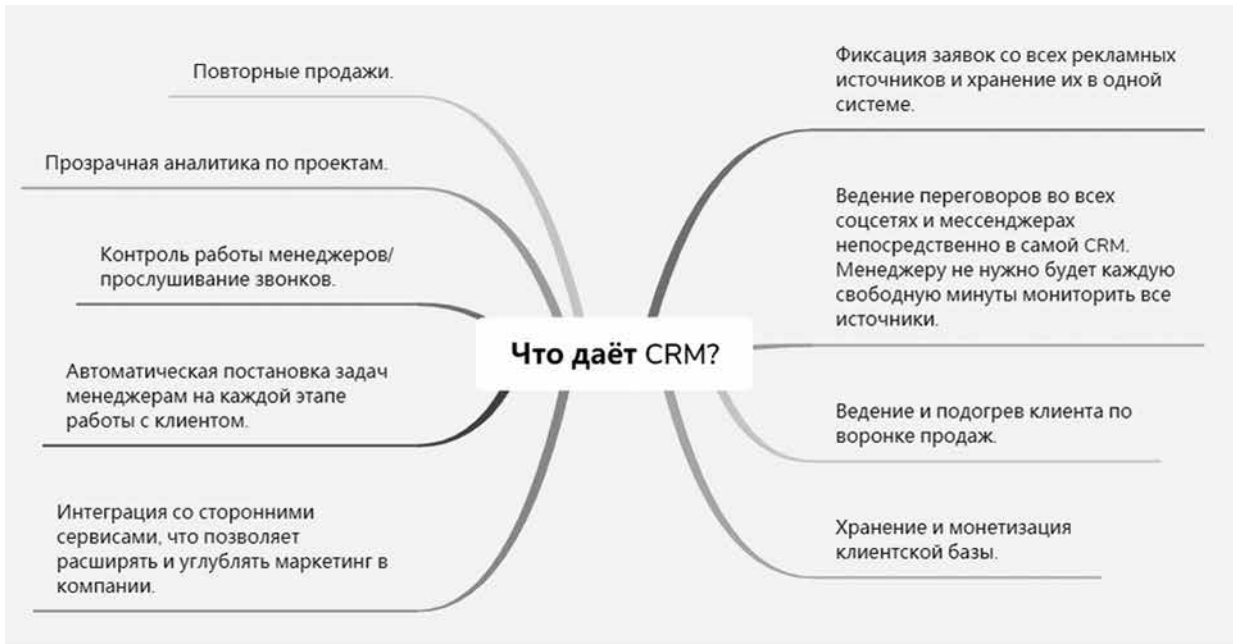 Повторные продажи.
Прозрачная аналитика по проектам.
Контроль работы менеджеров/
прослушивание звонков.
Автоматическая постановка задач
менеджерам на каждой этапе
работы с клиентом.
Интеграция со сторонними
сервисами, что позволяет
расширять и углублять маркетинг в
компании.
Что даёт CRM?
Фиксация заявок со всех рекламных
источников и хранение их в одной
системе.
Ведение переговоров во всех
соцсетях и мессенджерах
непосредственно в самой CRM.
Менеджеру не нужно будет каждую
свободную минуты мониторить все
источники.
Ведение и подогрев клиента по
воронке продаж.
Хранение и монетизация
клиентской базы.